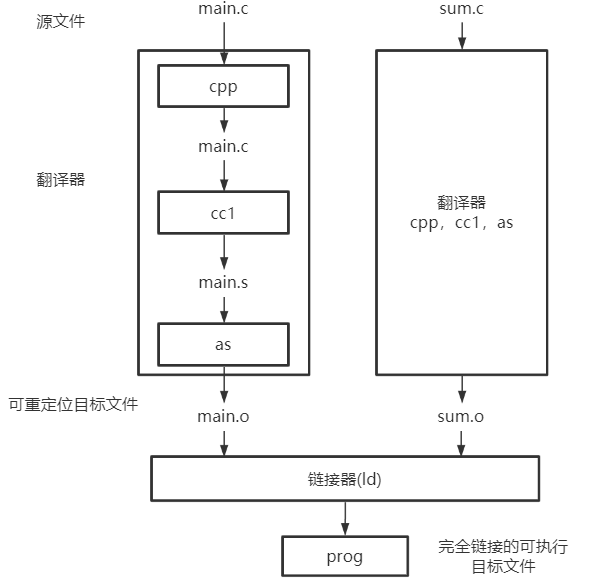 main.c
sum.c
源文件
cpp
main.c
翻译器
cc1
翻译器
cpp，cc1，as
main.s
as
可重定位目标文件
main.o
sum.o
链接器(ld)
prog
完全链接的可执行
目标文件